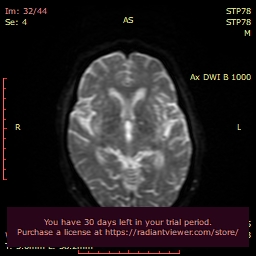 Im: 32/44
Se: 4
AS
STP78
STP78
M
Ax DWI B 1000
R
L
You have 30 days left in your trial period.
Purchase a license at https://radiantviewer.com/store/